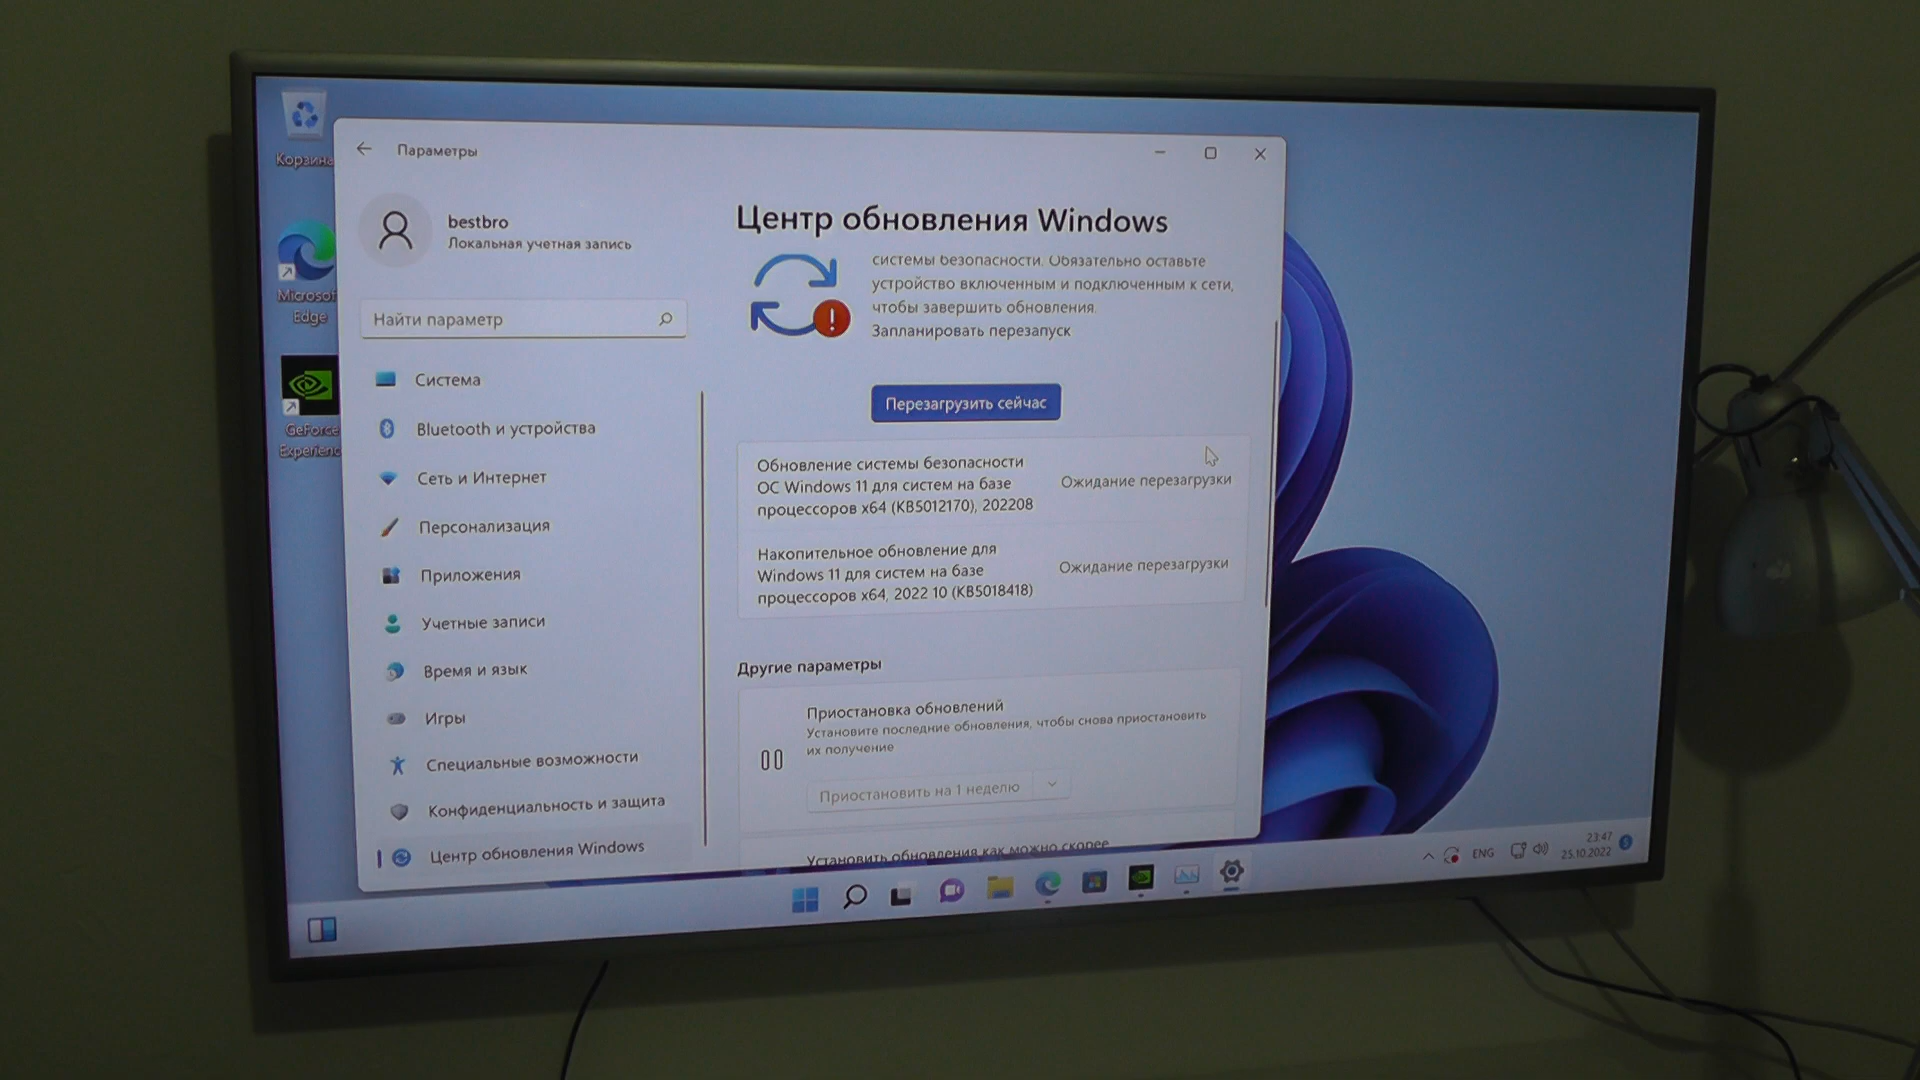 Корзина
Microsoft
Edge
GeForce
Experience
Параметры
bestbro
Локальная учетная запись
Найти параметр
Система
Bluetooth и устройства
Сеть и Интернет
Персонализация
Приложения
Учетные записи
Время и язык
Игры
Специальные возможности
Конфиденциальность и защита
Центр обновления Windows
Центр обновления Windows
системы безопасности. Обязательно оставьте
устройство включенным и подключенным к сети,
чтобы завершить обновления.
Запланировать перезапуск
Перезагрузить сейчас
Обновление системы безопасности
ОС Windows 11 для систем на базе
процессоров x64 (KB5012170), 202208
Ожидание перезагрузки
Накопительное обновление для
Windows 11 для систем на базе
процессоров x64, 2022 10 (KB5018418)
Ожидание перезагрузки
Другие параметры
Приостановка обновлений
Установите последние обновления, чтобы снова приостановить
их получение
Приостановить на 1 неделю
Установить обновления как можно скорее
ENG
23:47
25.10.2022